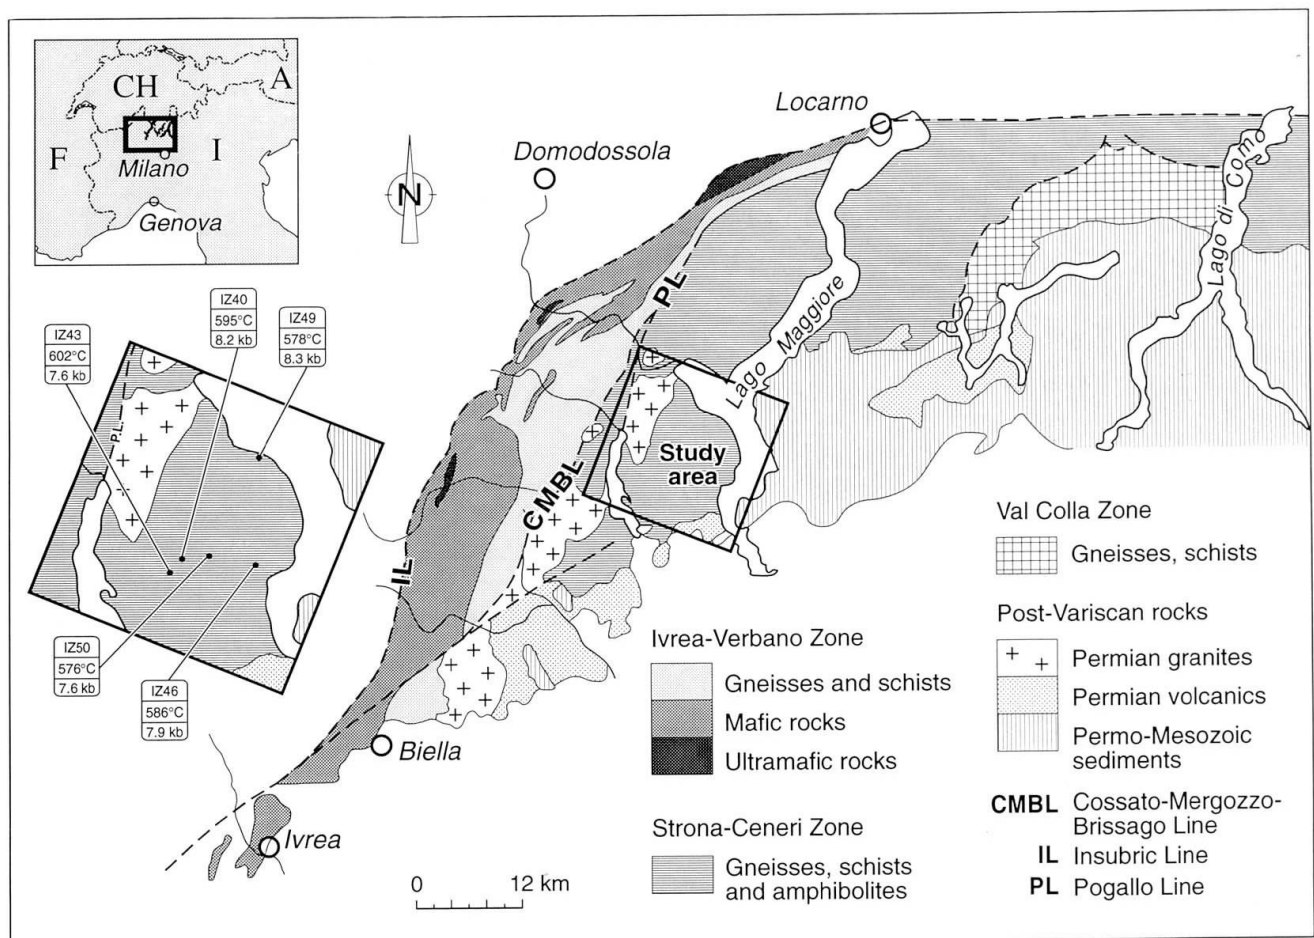 CH
A
F
I
Milano
Genova
N
Domodossola
Locarno
Lago Maggiore
Lago di Como
PL
IZ40
595°C
8.2 kb
IZ49
578°C
8.3 kb
IZ43
602°C
7.6 kb
P.L.
Study
area
CMBL
IL
IZ50
576°C
7.6 kb
IZ46
586°C
7.9 kb
Biella
Ivrea
0 12 km
Ivrea-Verbano Zone
Gneisses and schists
Mafic rocks
Ultramafic rocks
Strona-Ceneri Zone
Gneisses, schists
and amphibolites
Val Colla Zone
Gneisses, schists
Post-Variscan rocks
Permian granites
Permian volcanics
Permo-Mesozoic
sediments
CMBL Cossato-Mergozzo-
Brissago Line
IL Insubric Line
PL Pogallo Line